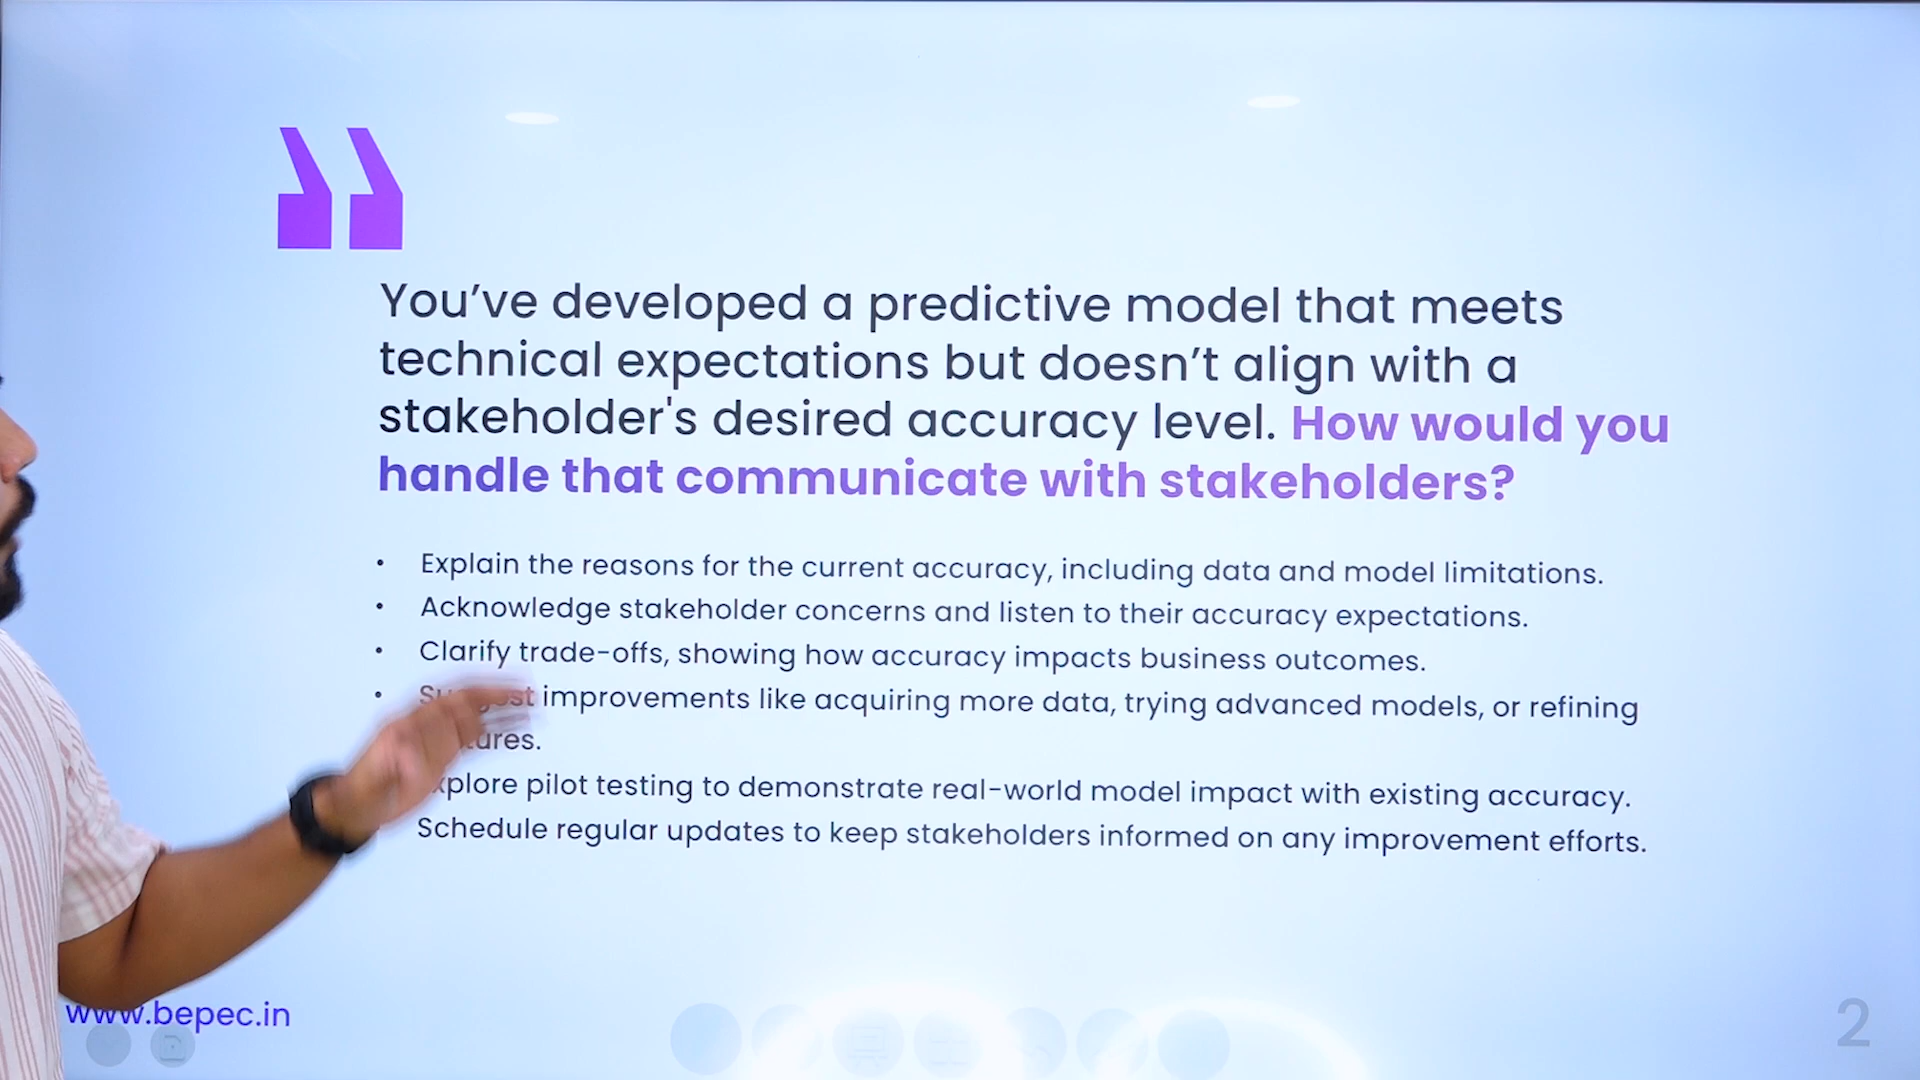 You’ve developed a predictive model that meets
technical expectations but doesn’t align with a
stakeholder's desired accuracy level. How would you
handle that communicate with stakeholders?
• Explain the reasons for the current accuracy, including data and model limitations.
• Acknowledge stakeholder concerns and listen to their accuracy expectations.
• Clarify trade-offs, showing how accuracy impacts business outcomes.
• improvements like acquiring more data, trying advanced models, or refining
pilot testing to demonstrate real-world model impact with existing accuracy.
Schedule regular updates to keep stakeholders informed on any improvement efforts.
www.bepec.in
2